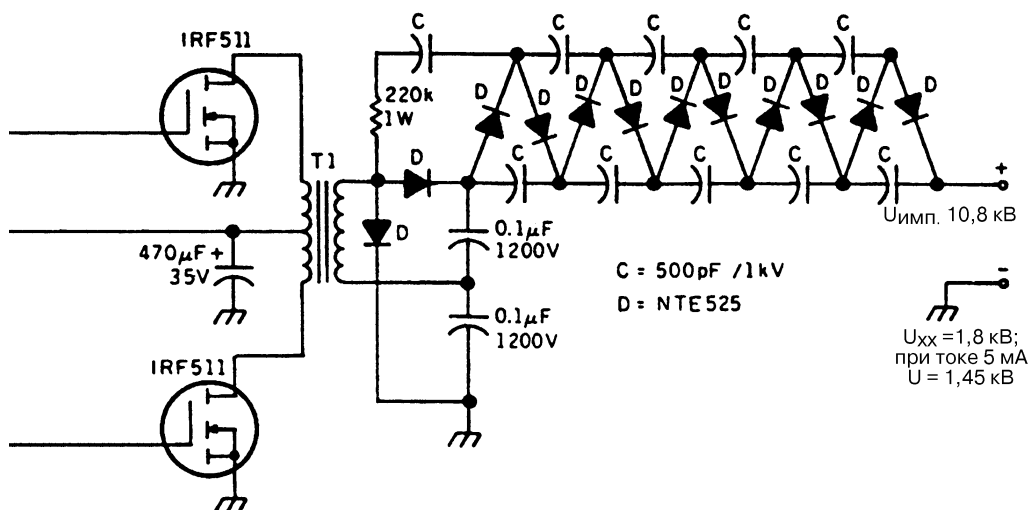 IRF511
C C C C C
220k
1W
D D D D D D D D D D
T1
D
C C C C C
+
Uимп. 10,8 кВ
D
0.1μF
1200V
470μF +
35V
C = 500pF / 1kV
D = NTE525
-
0.1μF
1200V
Uхх =1,8 кВ;
при токе 5 мА
U = 1,45 кВ
IRF511